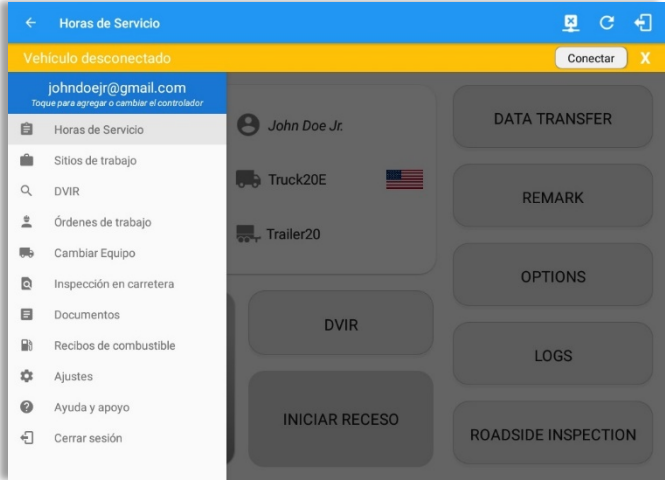 Horas de Servicio
Vehículo desconectado
Conectar
X
johndoejr@gmail.com
Toque para agregar o cambiar el controlador
Horas de Servicio
Sitios de trabajo
DVIR
Órdenes de trabajo
Cambiar Equipo
Inspección en carretera
Documentos
Recibos de combustible
Ajustes
Ayuda y apoyo
Cerrar sesión
John Doe Jr.
Truck20E
Trailer20
DVIR
INICIAR RECESO
DATA TRANSFER
REMARK
OPTIONS
LOGS
ROADSIDE INSPECTION